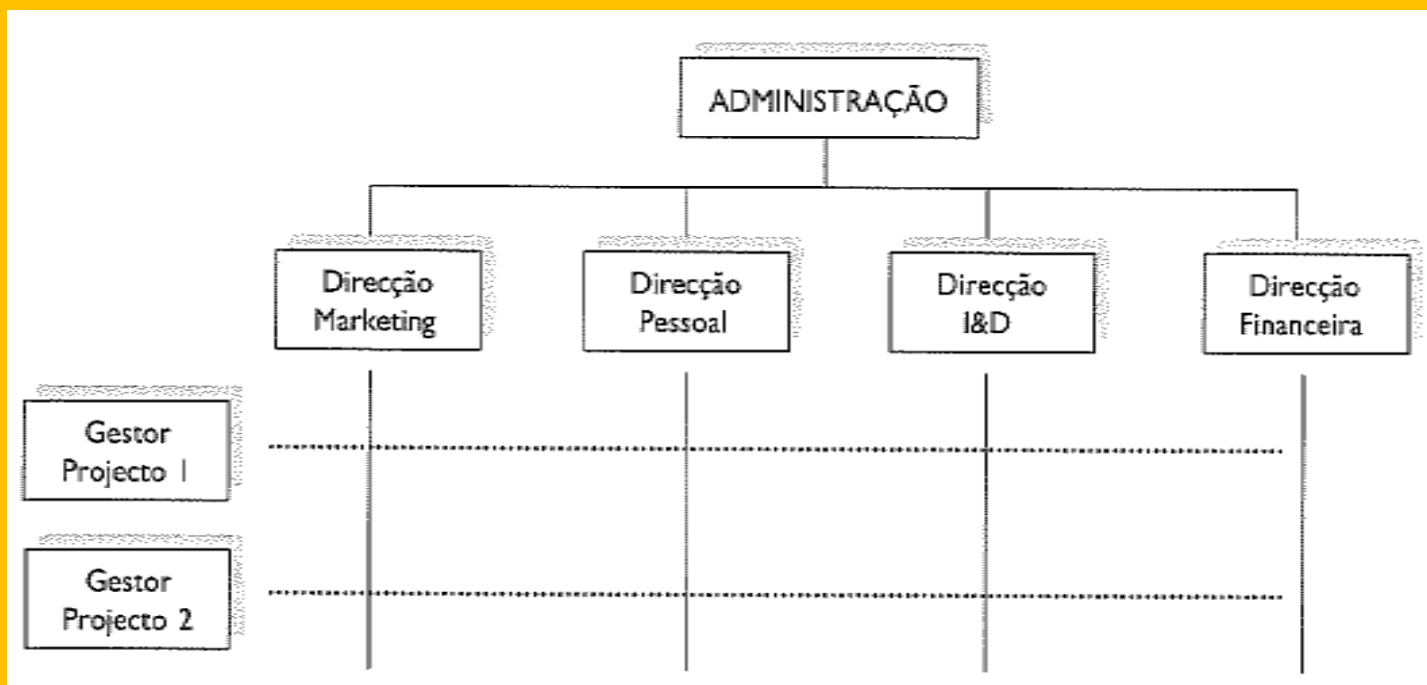 ADMINISTRAÇÃO
Direcção
Marketing
Direcção
Pessoal
Direcção
I&D
Direcção
Financeira
Gestor
Projecto 1
Gestor
Projecto 2